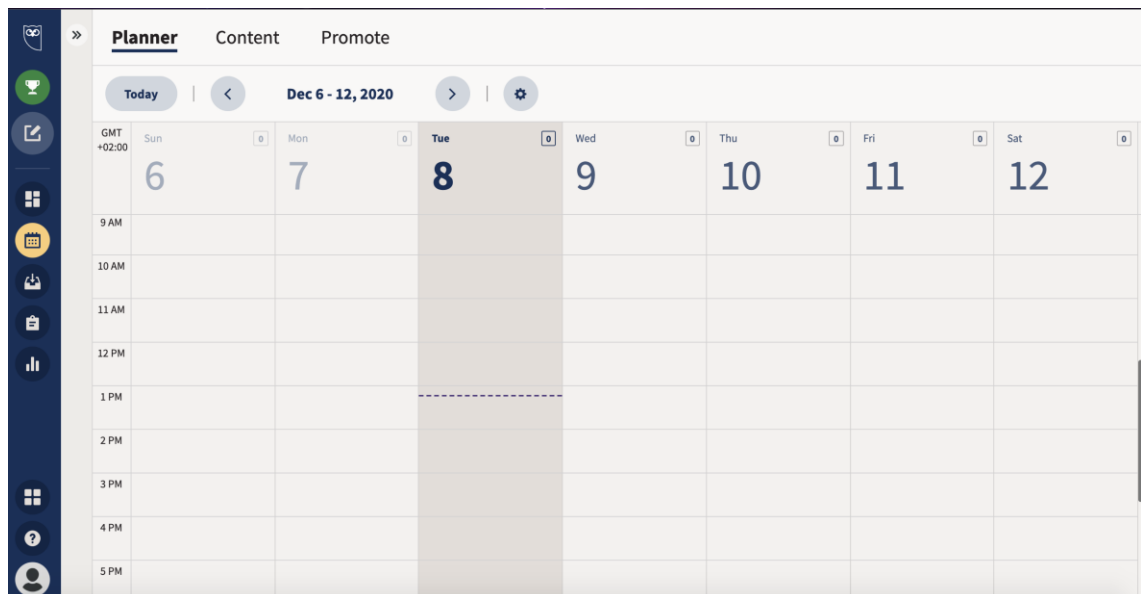 Planner Content Promote
Today Dec 6 - 12, 2020
GMT
+02:00
Sun 0 Mon 0 Tue 0 Wed 0 Thu 0 Fri 0 Sat 0
6 7 8 9 10 11 12
9 AM
10 AM
11 AM
12 PM
1 PM
2 PM
3 PM
4 PM
5 PM